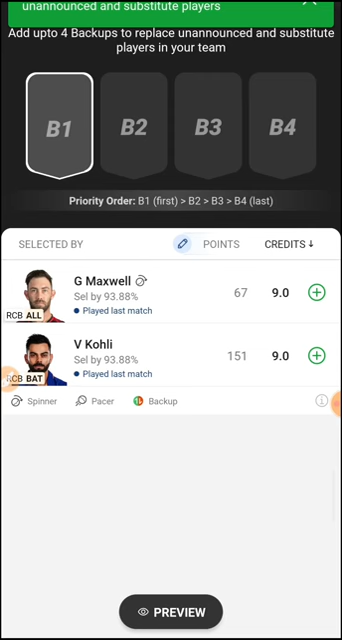 unannounced and substitute players
Add upto 4 Backups to replace unannounced and substitute
players in your team
B1 B2 B3 B4
Priority Order: B1 (first) > B2 > B3 > B4 (last)
SELECTED BY POINTS CREDITS ↓
G Maxwell
Sel by 93.88% 67 9.0
Played last match
RCB ALL
V Kohli
Sel by 93.88% 151 9.0
Played last match
RCB BAT
Spinner Pacer Backup
PREVIEW